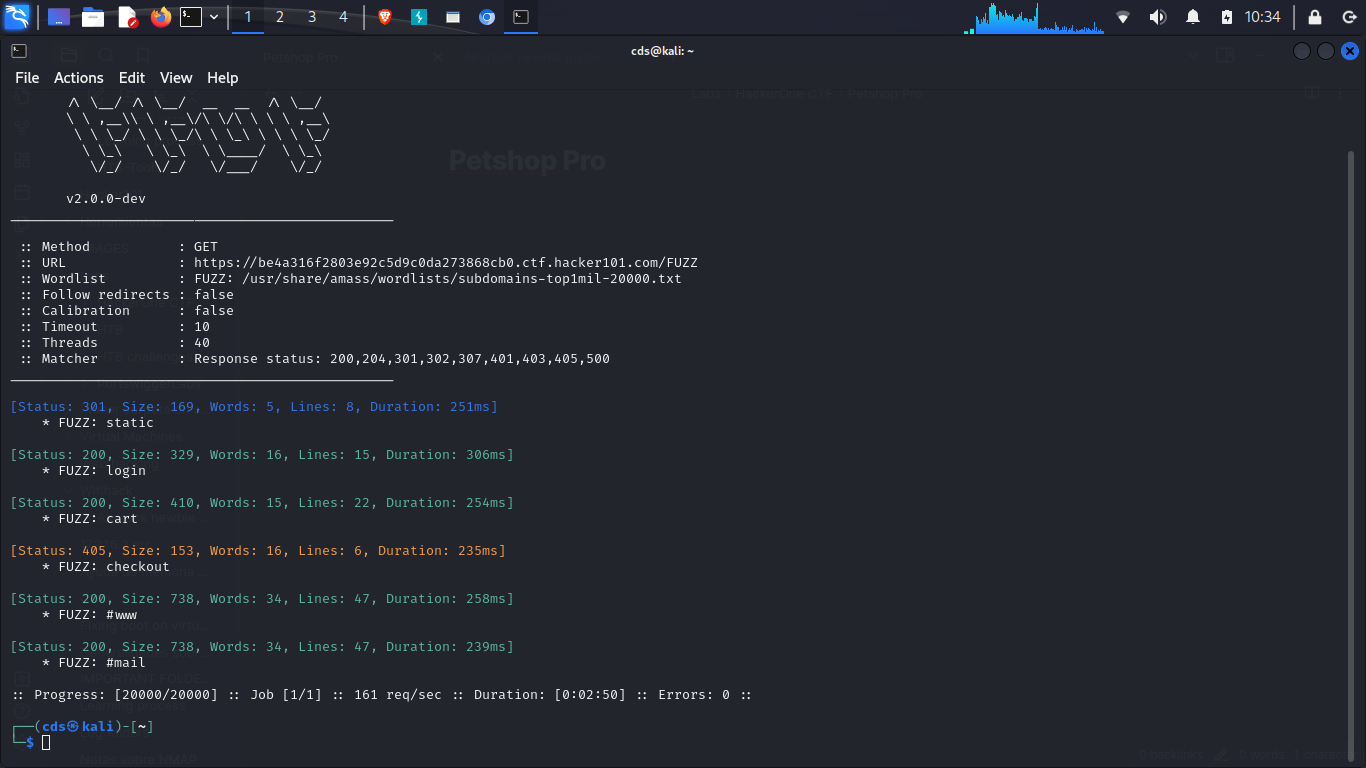 1 2 3 4 10:34
cds@kali: ~
File Actions Edit View Help
Petshop Pro
v2.0.0-dev
:: Method : GET
:: URL : https://be4a316f2803e92c5d9c0da273868cb0.ctf.hacker101.com/FUZZ
:: Wordlist : FUZZ: /usr/share/amass/wordlists/subdomains-top1mil-20000.txt
:: Follow redirects : false
:: Calibration : false
:: Timeout : 10
:: Threads : 40
:: Matcher : Response status: 200,204,301,302,307,401,403,405,500
[Status: 301, Size: 169, Words: 5, Lines: 8, Duration: 251ms]
* FUZZ: static
[Status: 200, Size: 329, Words: 16, Lines: 15, Duration: 306ms]
* FUZZ: login
[Status: 200, Size: 410, Words: 15, Lines: 22, Duration: 254ms]
* FUZZ: cart
[Status: 405, Size: 153, Words: 16, Lines: 6, Duration: 235ms]
* FUZZ: checkout
[Status: 200, Size: 738, Words: 34, Lines: 47, Duration: 258ms]
* FUZZ: #www
[Status: 200, Size: 738, Words: 34, Lines: 47, Duration: 239ms]
* FUZZ: #mail
:: Progress: [20000/20000] :: Job [1/1] :: 161 req/sec :: Duration: [0:02:50] :: Errors: 0 ::
┌──(cds㉿kali)-[~]
└─$